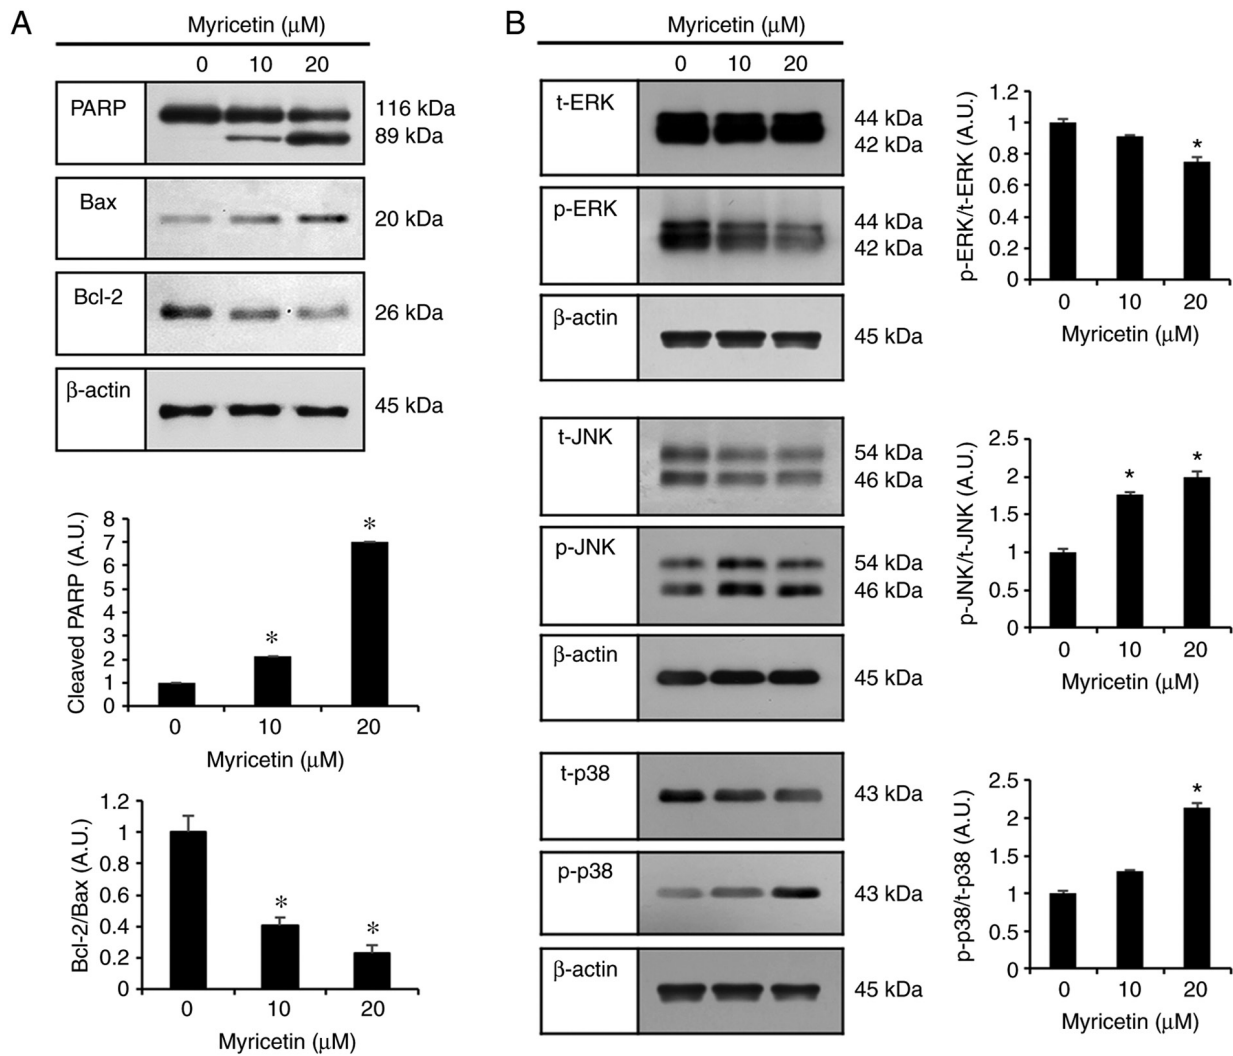 A
Myricetin (μM)
0 10 20
PARP
116 kDa
89 kDa
Bax
20 kDa
Bcl-2
26 kDa
β-actin
45 kDa
Cleaved PARP (A.U.)
8
7
6
5
4
3
2
1
0
*
*
0 10 20
Myricetin (μM)
Bcl-2/Bax (A.U.)
1.2
1
0.8
0.6
0.4
0.2
0
*
*
0 10 20
Myricetin (μM)
B
Myricetin (μM)
0 10 20
t-ERK
44 kDa
42 kDa
p-ERK
44 kDa
42 kDa
β-actin
45 kDa
p-ERK/t-ERK (A.U.)
1.2
1
0.8
0.6
0.4
0.2
0
*
0 10 20
Myricetin (μM)
t-JNK
54 kDa
46 kDa
p-JNK
54 kDa
46 kDa
β-actin
45 kDa
p-JNK/t-JNK (A.U.)
2.5
2
1.5
1
0.5
0
*
*
0 10 20
Myricetin (μM)
t-p38
43 kDa
p-p38
43 kDa
β-actin
45 kDa
p-p38/t-p38 (A.U.)
2.5
2
1.5
1
0.5
0
*
0 10 20
Myricetin (μM)